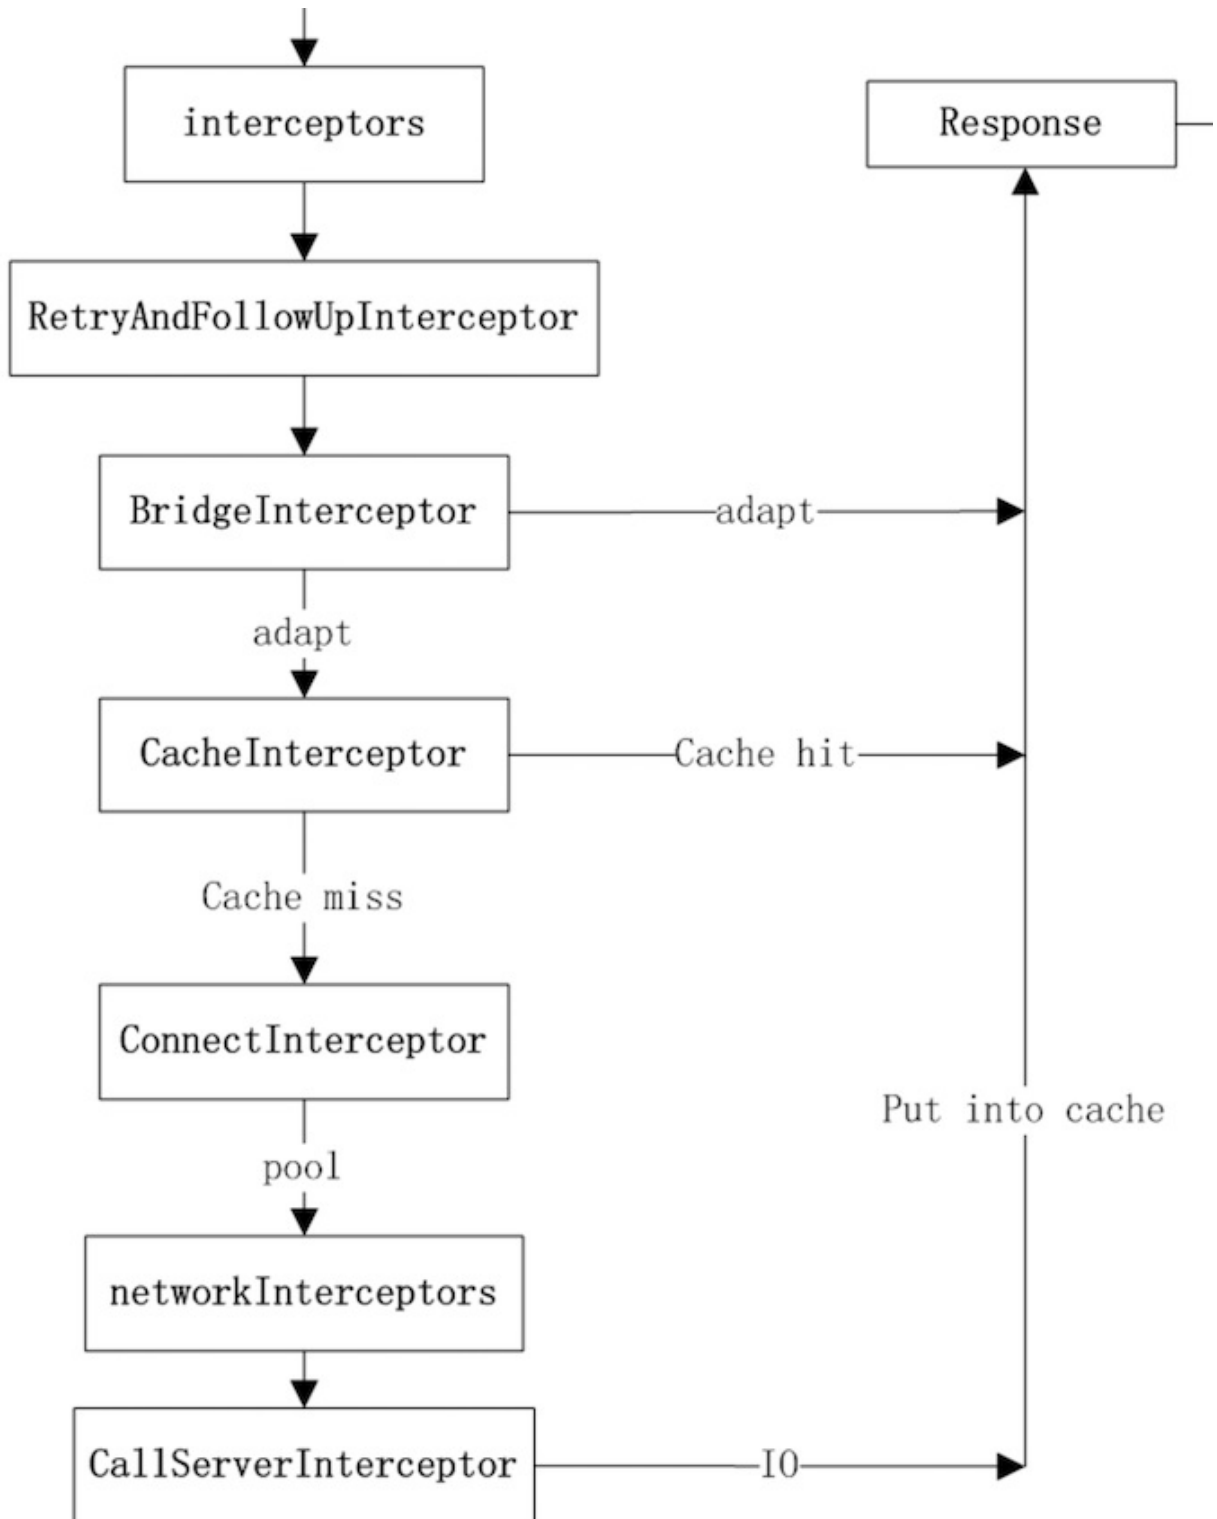 interceptors
Response
RetryAndFollowUpInterceptor
BridgeInterceptor
adapt
adapt
CacheInterceptor
Cache hit
Cache miss
ConnectInterceptor
Put into cache
pool
networkInterceptors
CallServerInterceptor
IO